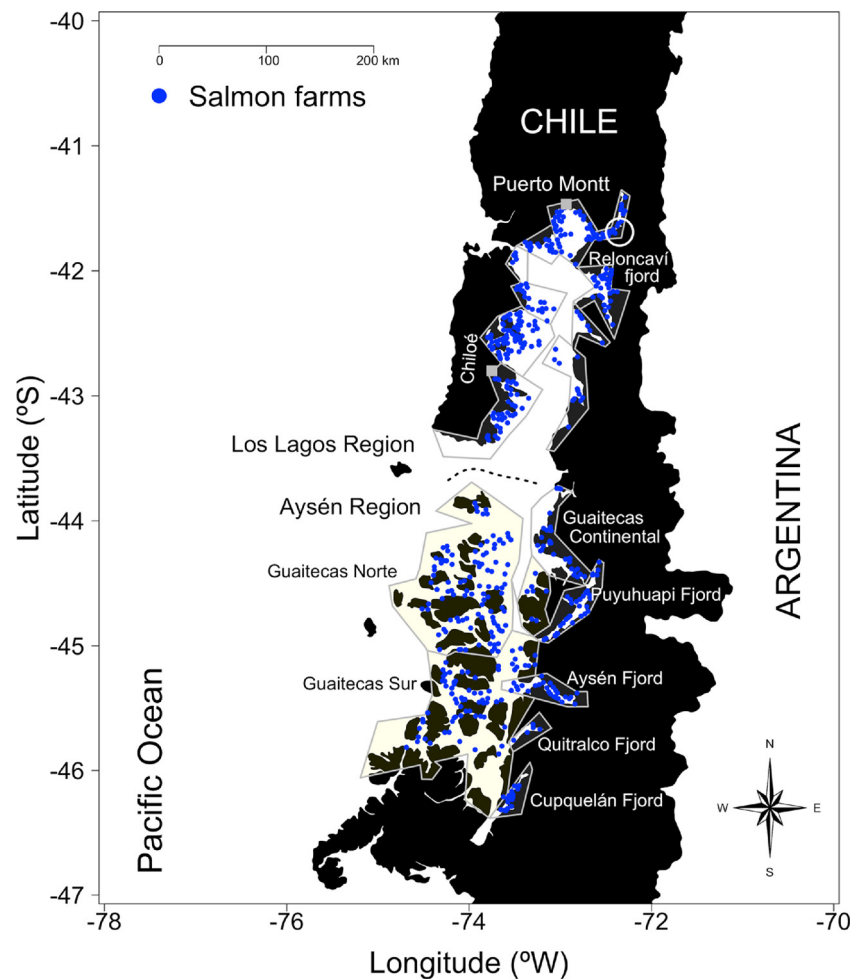 -40
0
100
200 km
Salmon farms
CHILE
-41
Puerto Montt
-42
Reloncaví
fjord
Chiloé
-43
Los Lagos Region
Aysén Region
-44
Guaitecas
Continental
Guaitecas Norte
Puyuhuapi Fjord
-45
Aysén Fjord
Guaitecas Sur
Quitralco Fjord
-46
Cupquelán Fjord
-47
Latitude (ºS)
Pacific Ocean
ARGENTINA
N
W
E
S
-78
-76
-74
-72
-70
Longitude (ºW)